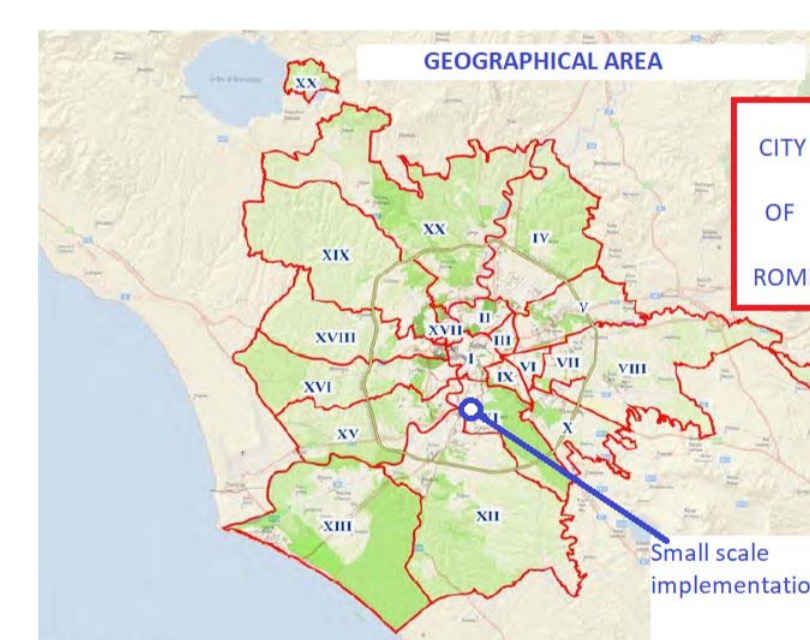 GEOGRAPHICAL AREA
XX
CITY
OF
ROM
XX
IV
XIX
V
II
XVII
XVIII
III
I
VI
VII
VIII
IX
XVI
XI
X
XV
XII
XIII
Small scale
implementatio